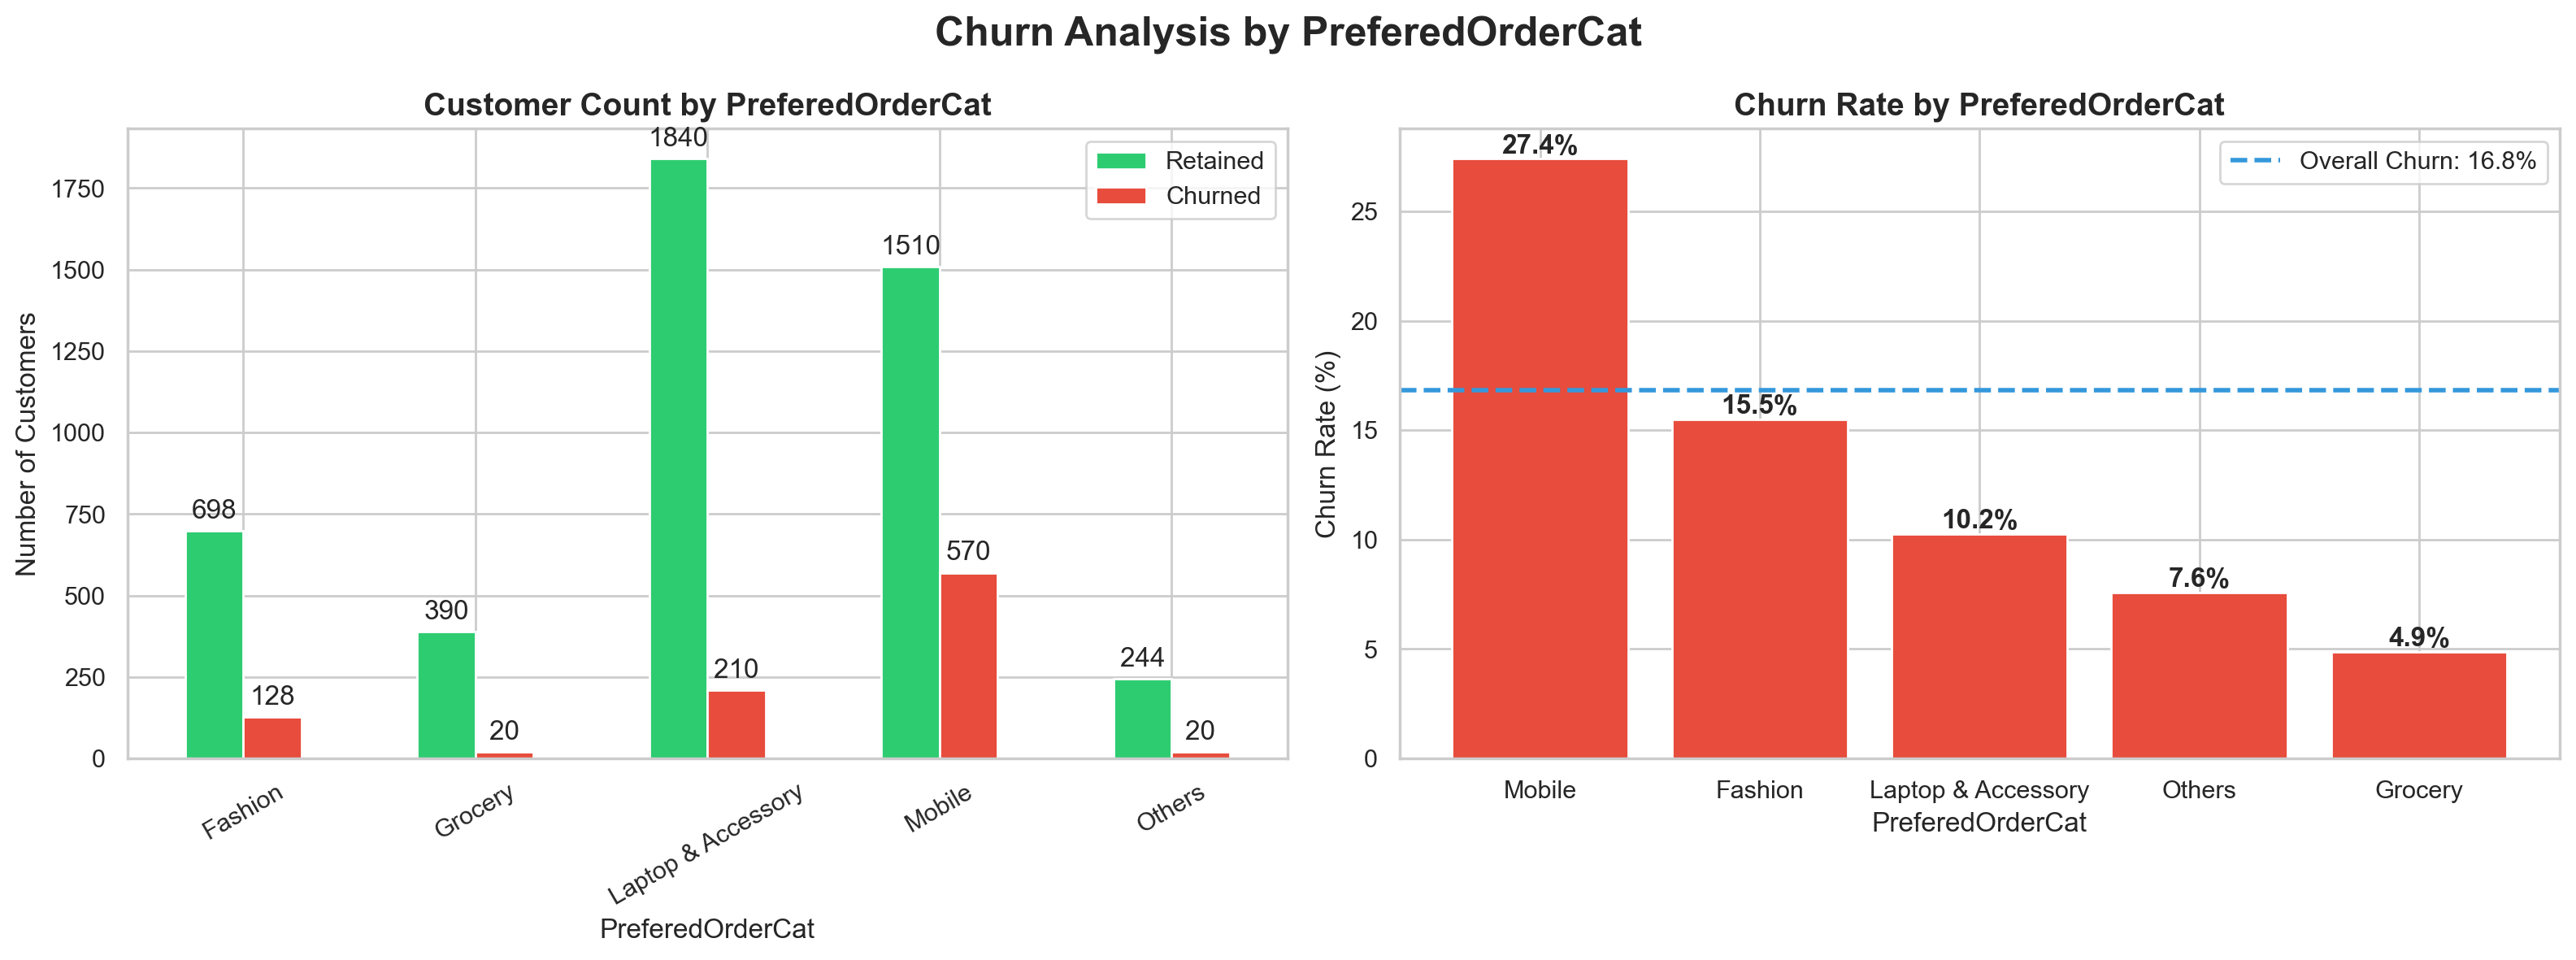 Churn Analysis by PreferedOrderCat
Customer Count by PreferedOrderCat
Number of Customers
1750
1500
1250
1000
750
500
250
0
1840
1510
698
570
390
244
210
128
20
20
Retained
Churned
Fashion
Grocery
Laptop & Accessory
Mobile
Others
PreferedOrderCat
Churn Rate by PreferedOrderCat
Churn Rate (%)
25
20
15
10
5
0
27.4%
15.5%
10.2%
7.6%
4.9%
Overall Churn: 16.8%
Mobile
Fashion
Laptop & Accessory
Others
Grocery
PreferedOrderCat